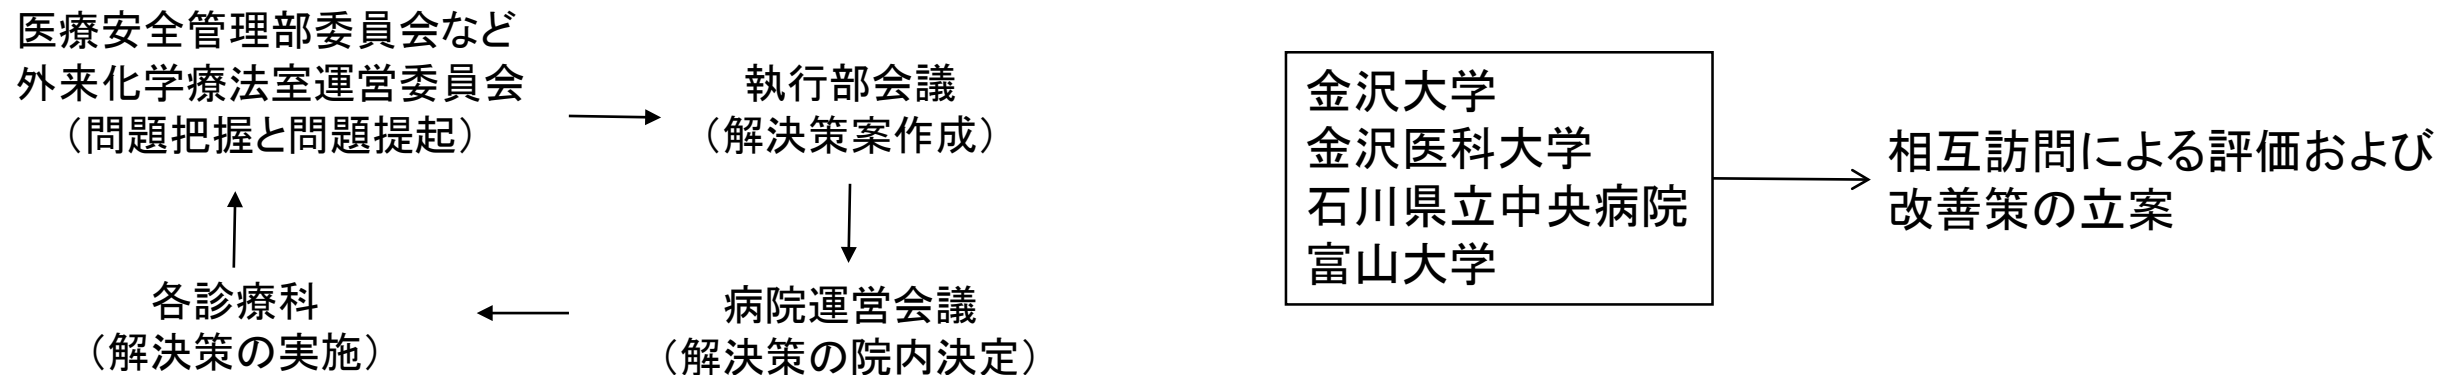 医療安全管理部委員会など
外来化学療法室運営委員会
（問題把握と問題提起）
執行部会議
（解決策案作成）
病院運営会議
（解決策の院内決定）
各診療科
（解決策の実施）
金沢大学
金沢医科大学
石川県立中央病院
富山大学
相互訪問による評価および
改善策の立案